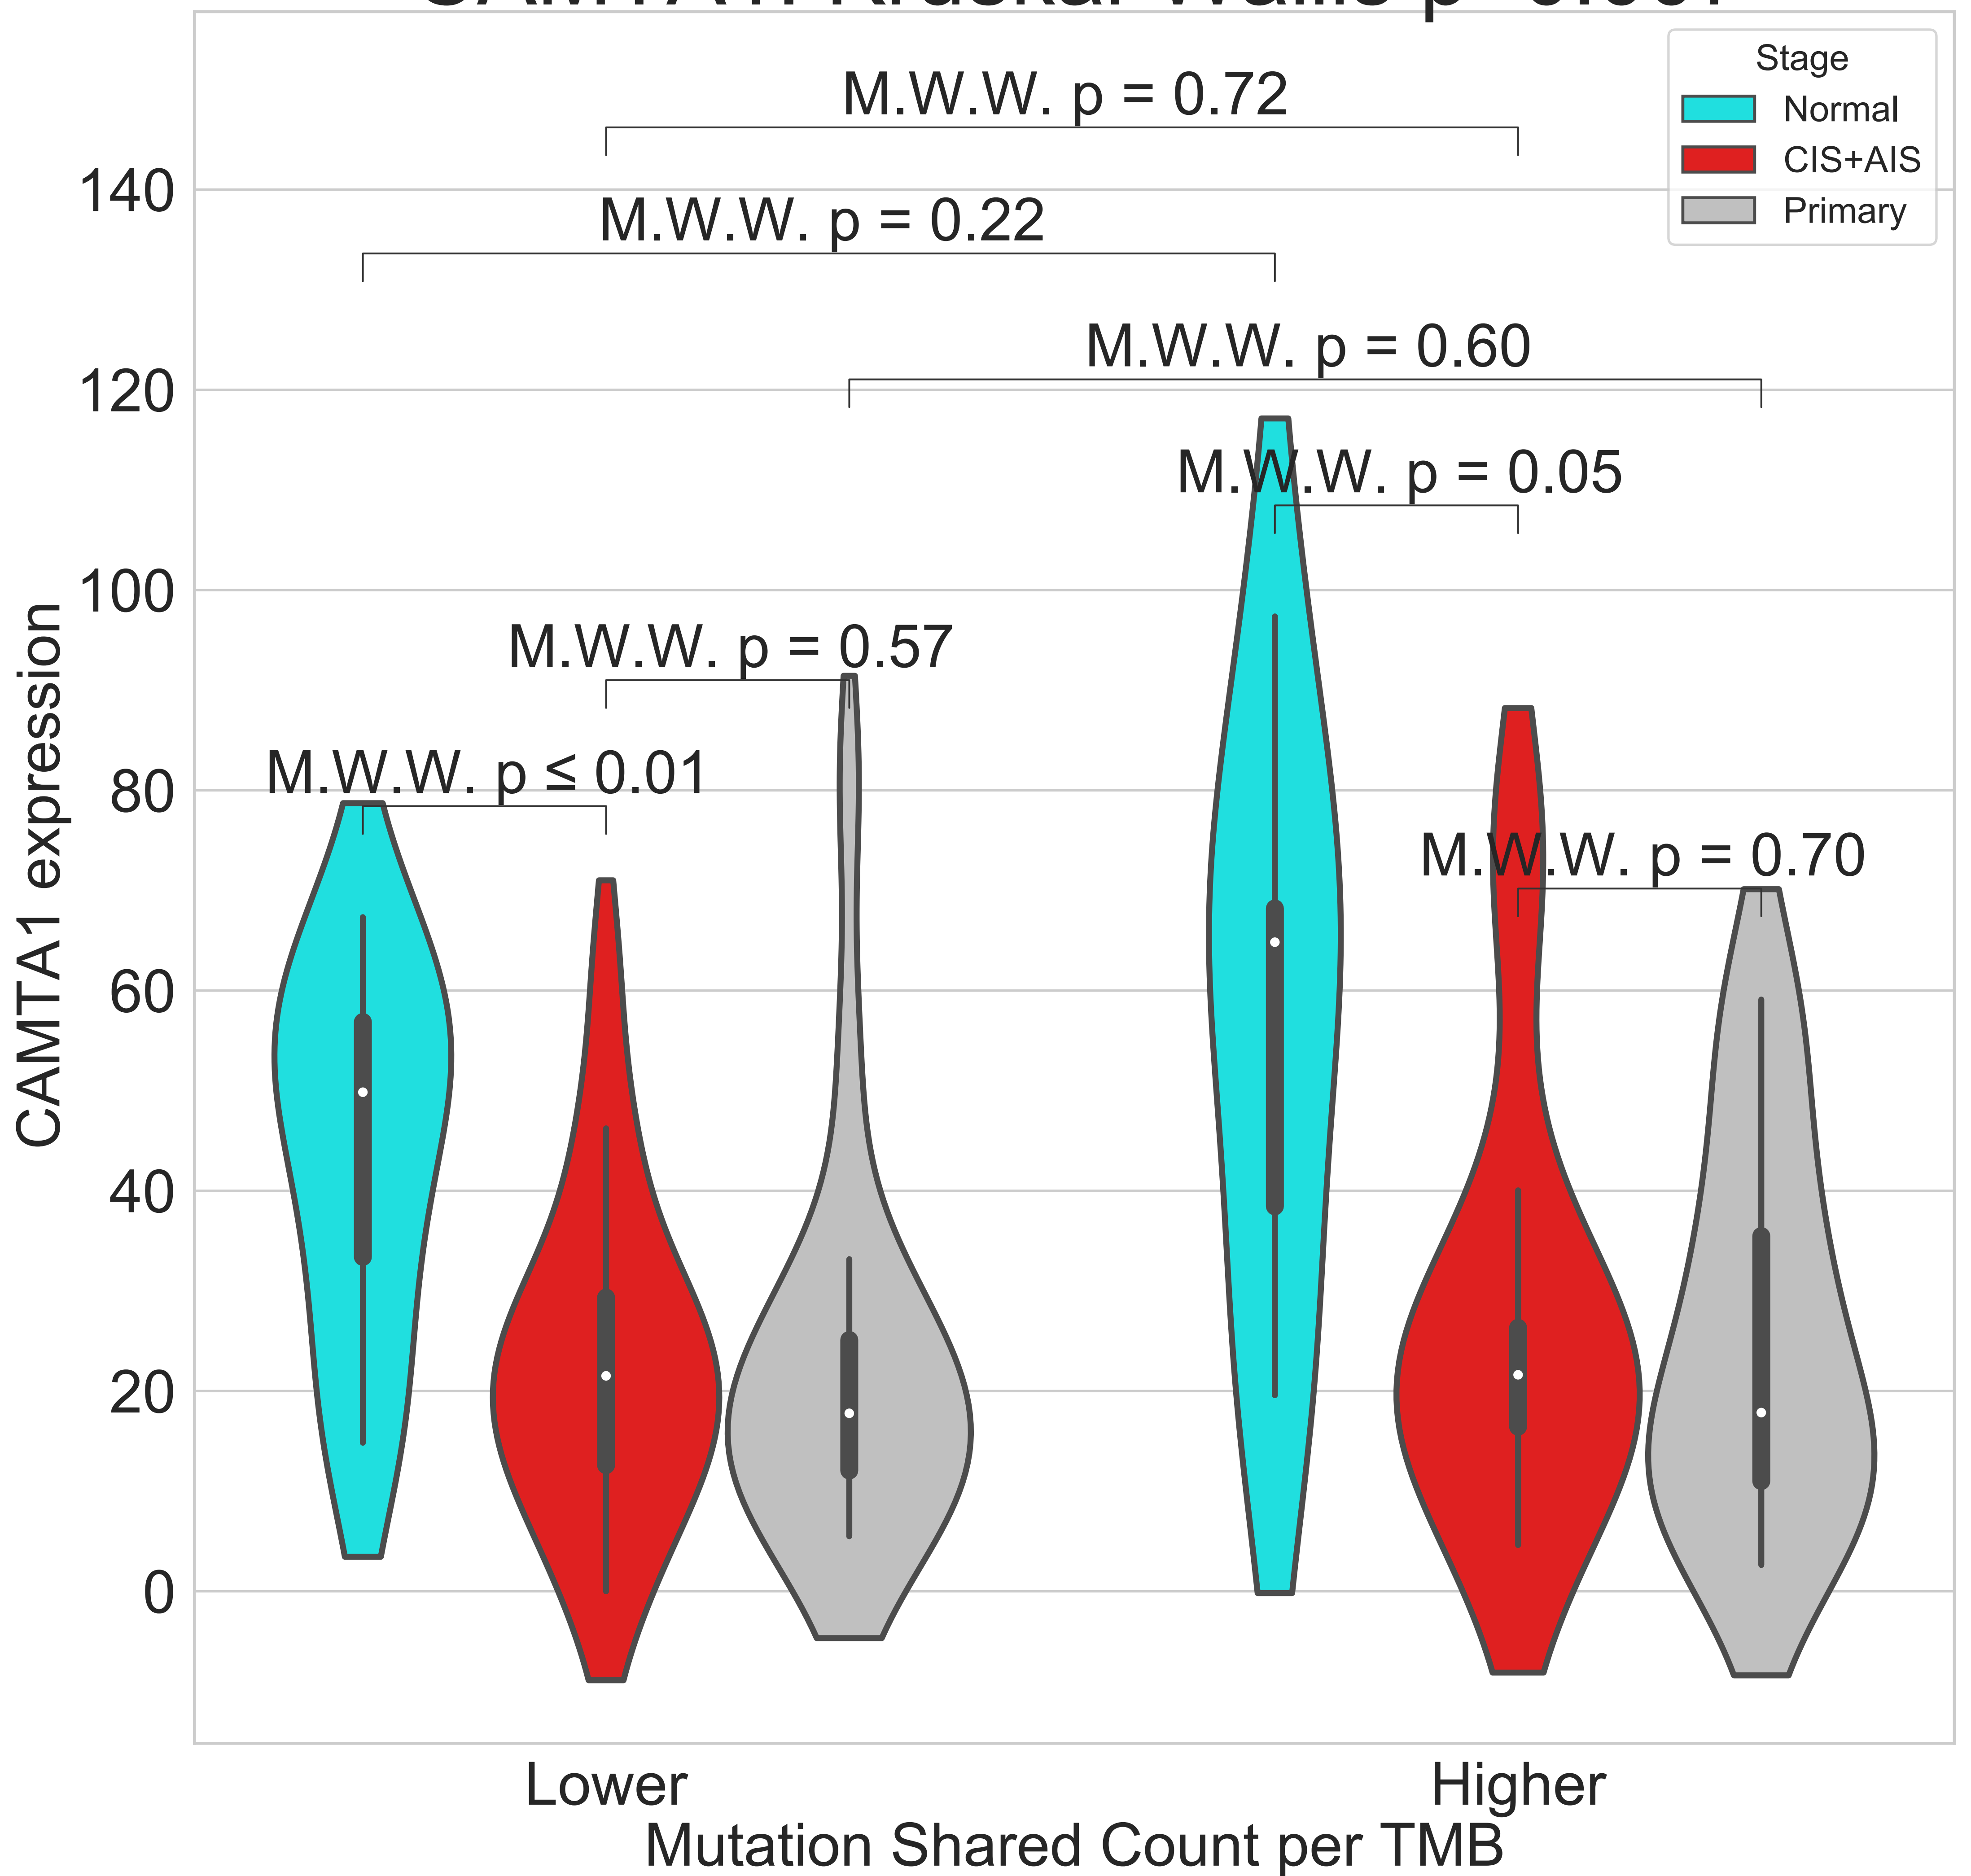 M.W.W. p = 0.72
Stage
Normal
CIS+AIS
Primary
M.W.W. p = 0.22
M.W.W. p = 0.60
M.W.W. p = 0.05
M.W.W. p = 0.57
M.W.W. p ≤ 0.01
M.W.W. p = 0.70
140
120
100
80
60
40
20
0
CAMTA1 expression
Lower
Higher
Mutation Shared Count per TMB